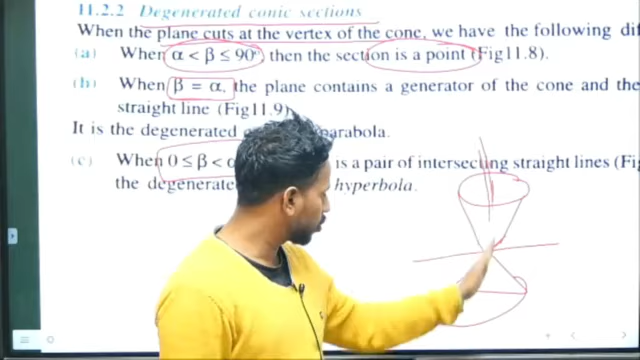 11.2.2 Degenerated conic sections
When the plane cuts at the vertex of the cone, we have the following dif
(a) When α < β ≤ 90°, then the section is a point (Fig11.8).
(b) When β = α, the plane contains a generator of the cone and the
straight line (Fig11.9).
It is the degenerated parabola.
(c) When 0 ≤ β < α is a pair of intersecting straight lines (Fig
the degenerated hyperbola.